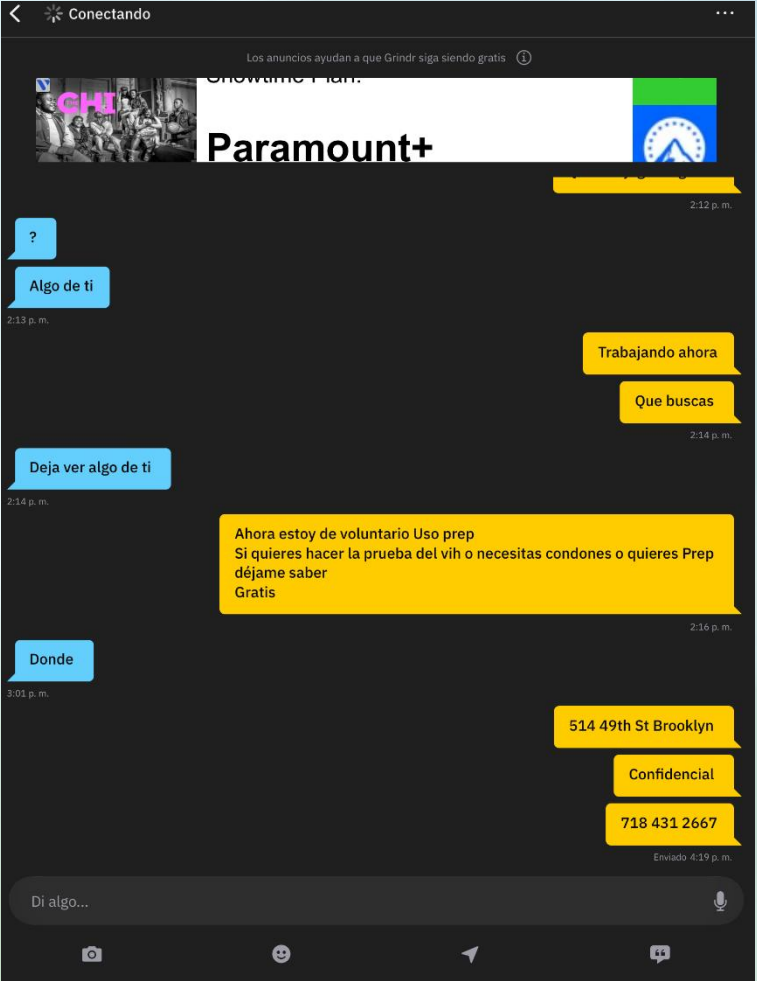 Conectando
Los anuncios ayudan a que Grindr siga siendo gratis
CHI
Showtime Plan.
Paramount+
2:12 p. m.
?
Algo de ti
2:13 p. m.
Trabajando ahora
Que buscas
2:14 p. m.
Deja ver algo de ti
2:14 p. m.
Ahora estoy de voluntario Uso prep
Si quieres hacer la prueba del vih o necesitas condones o quieres Prep
déjame saber
Gratis
2:16 p. m.
Donde
3:01 p. m.
514 49th St Brooklyn
Confidencial
718 431 2667
Enviado 4:19 p. m.
Di algo...